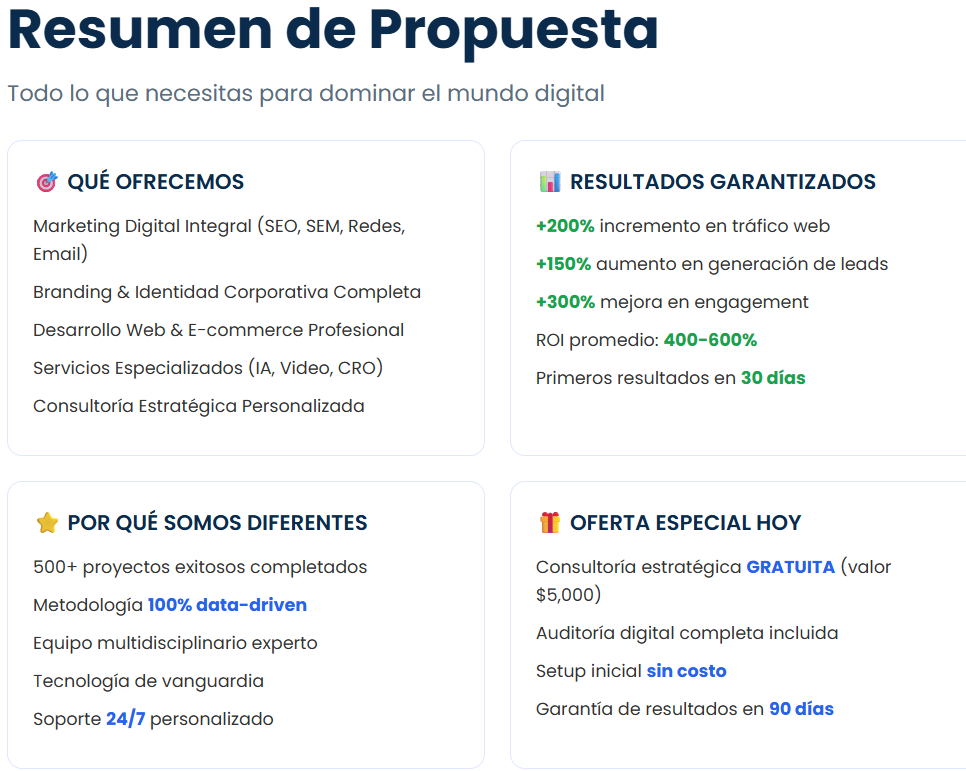 Resumen de Propuesta
Todo lo que necesitas para dominar el mundo digital
🎯 QUÉ OFRECEMOS
Marketing Digital Integral (SEO, SEM, Redes,
Email)
Branding & Identidad Corporativa Completa
Desarrollo Web & E-commerce Profesional
Servicios Especializados (IA, Video, CRO)
Consultoría Estratégica Personalizada
📊 RESULTADOS GARANTIZADOS
+200% incremento en tráfico web
+150% aumento en generación de leads
+300% mejora en engagement
ROI promedio: 400-600%
Primeros resultados en 30 días
⭐ POR QUÉ SOMOS DIFERENTES
500+ proyectos exitosos completados
Metodología 100% data-driven
Equipo multidisciplinario experto
Tecnología de vanguardia
Soporte 24/7 personalizado
🎁 OFERTA ESPECIAL HOY
Consultoría estratégica GRATUITA (valor
$5,000)
Auditoría digital completa incluida
Setup inicial sin costo
Garantía de resultados en 90 días